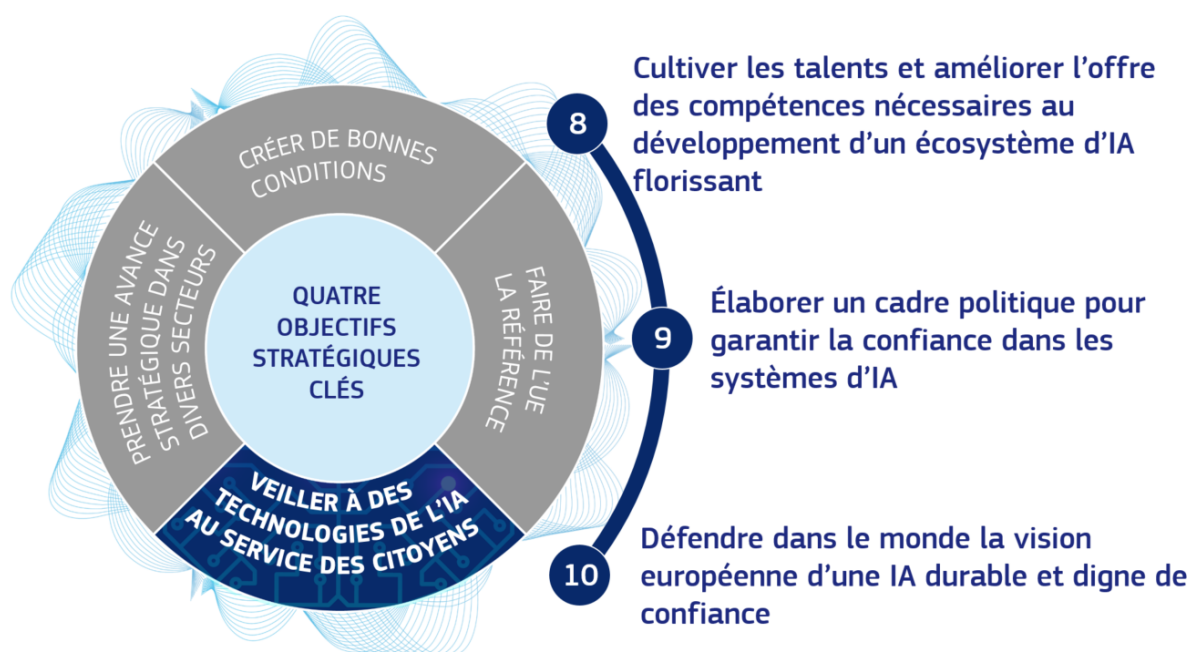 CRÉER DE BONNES
CONDITIONS
PRENDRE UNE AVANCE
STRATÉGIQUE DANS
DIVERS SECTEURS
QUATRE
OBJECTIFS
STRATÉGIQUES
CLÉS
FAIRE DE L'UE
LA RÉFÉRENCE
VEILLER À DES
TECHNOLOGIES DE L'IA
AU SERVICE DES CITOYENS
8
Cultiver les talents et améliorer l'offre
des compétences nécessaires au
développement d'un écosystème d'IA
florissant
9
Élaborer un cadre politique pour
garantir la confiance dans les
systèmes d'IA
10
Défendre dans le monde la vision
européenne d'une IA durable et digne de
confiance